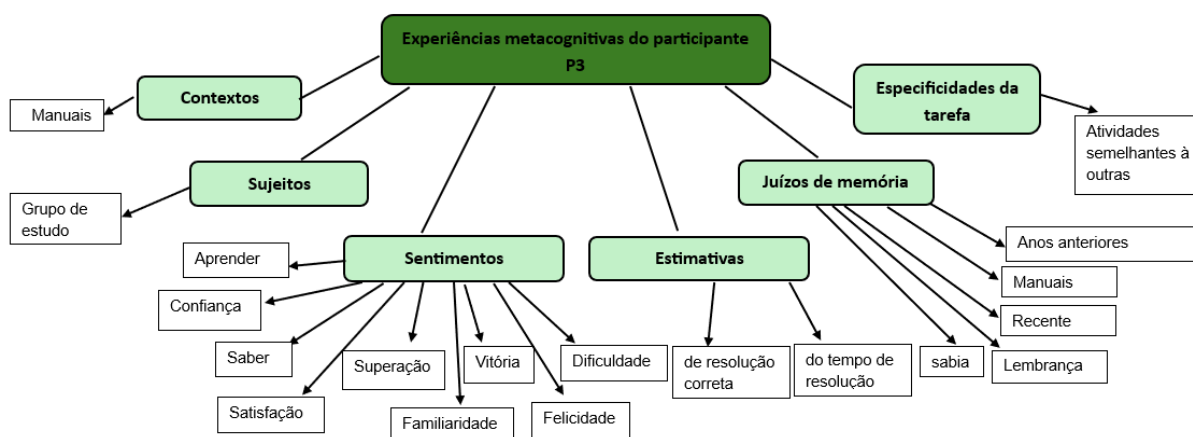 Experiências metacognitivas do participante
P3
Contextos
Manuais
Especificidades da
tarefa
Atividades
semelhantes à
outras
Sujeitos
Grupo de
estudo
Juízos de memória
Anos anteriores
Manuais
Recente
Lembrança
sabia
Sentimentos
Aprender
Confiança
Saber
Satisfação
Superação
Familiaridade
Vitória
Felicidade
Dificuldade
Estimativas
de resolução
correta
do tempo de
resolução